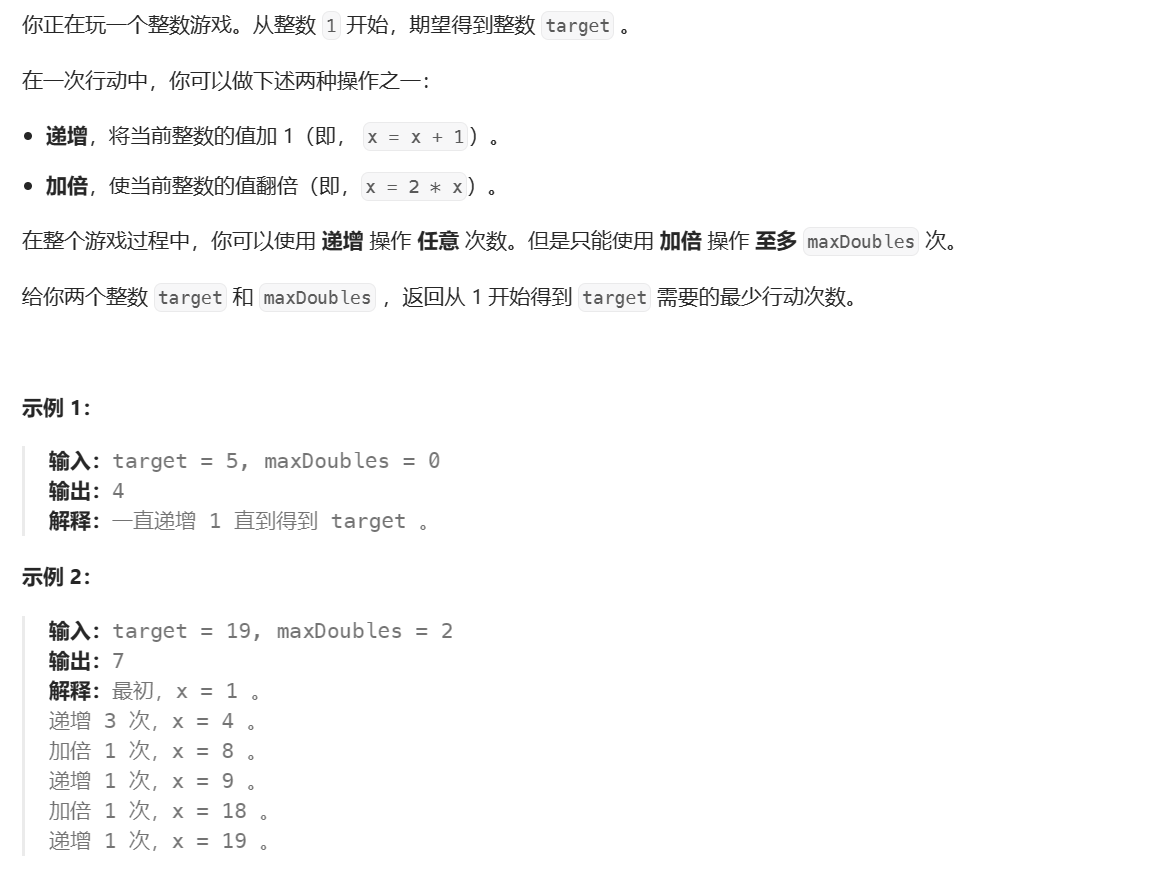 你正在玩一个整数游戏。从整数 1 开始，期望得到整数 target 。
在一次行动中，你可以做下述两种操作之一：
• 递增，将当前整数的值加 1（即， x = x + 1）。
• 加倍，使当前整数的值翻倍（即，x = 2 * x）。
在整个游戏过程中，你可以使用 递增 操作 任意 次数。但是只能使用 加倍 操作 至多 maxDoubles 次。
给你两个整数 target 和 maxDoubles ，返回从 1 开始得到 target 需要的最少行动次数。
示例 1：
输入：target = 5, maxDoubles = 0
输出：4
解释：一直递增 1 直到得到 target 。
示例 2：
输入：target = 19, maxDoubles = 2
输出：7
解释：最初，x = 1 。
递增 3 次，x = 4 。
加倍 1 次，x = 8 。
递增 1 次，x = 9 。
加倍 1 次，x = 18 。
递增 1 次，x = 19 。